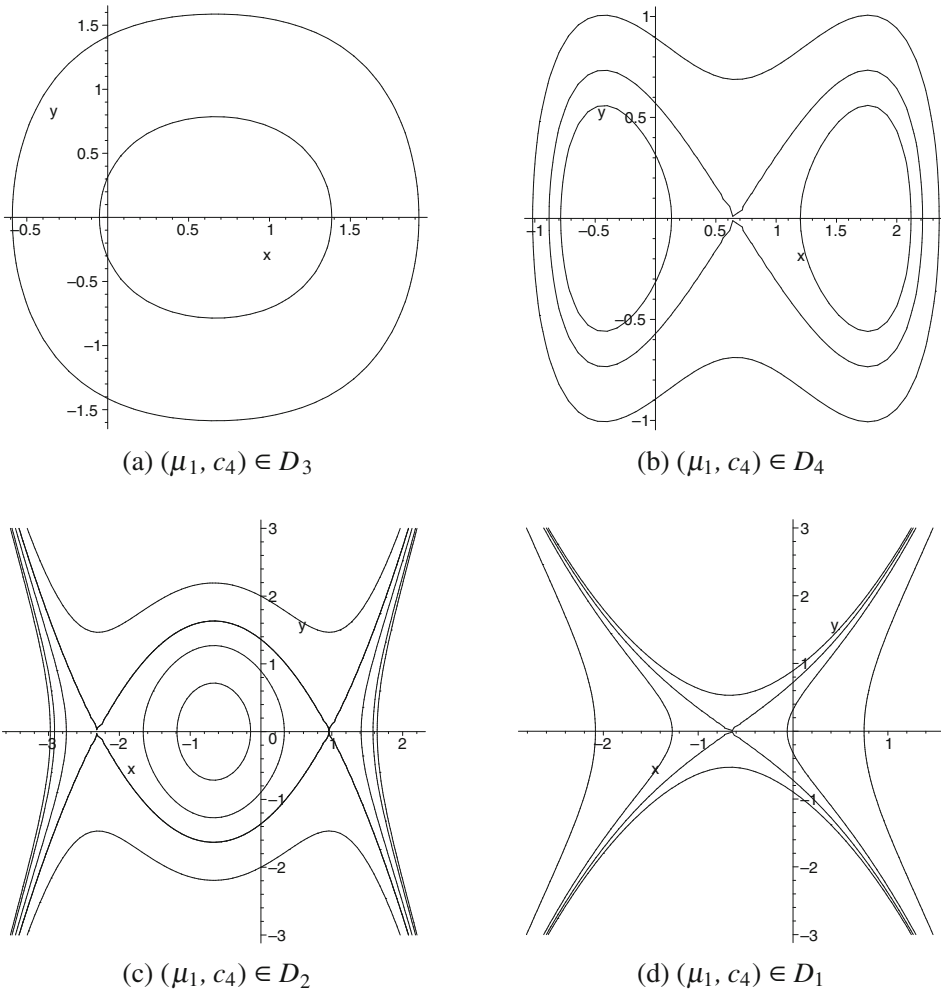 1.5
1
y
0.5
−0.5 0.5 1.5
x
−0.5
−1
−1.5
(a) (μ1, c4) ∈ D3
1
y 0.5
−1 −0.5 0.5 1 1.5 2
x
−0.5
−1
(b) (μ1, c4) ∈ D4
3
2
y
1
−3 −2 −1 0 1 2
x
−1
−2
−3
(c) (μ1, c4) ∈ D2
3
2
y
1
−2 −1 1
x
−1
−2
−3
(d) (μ1, c4) ∈ D1